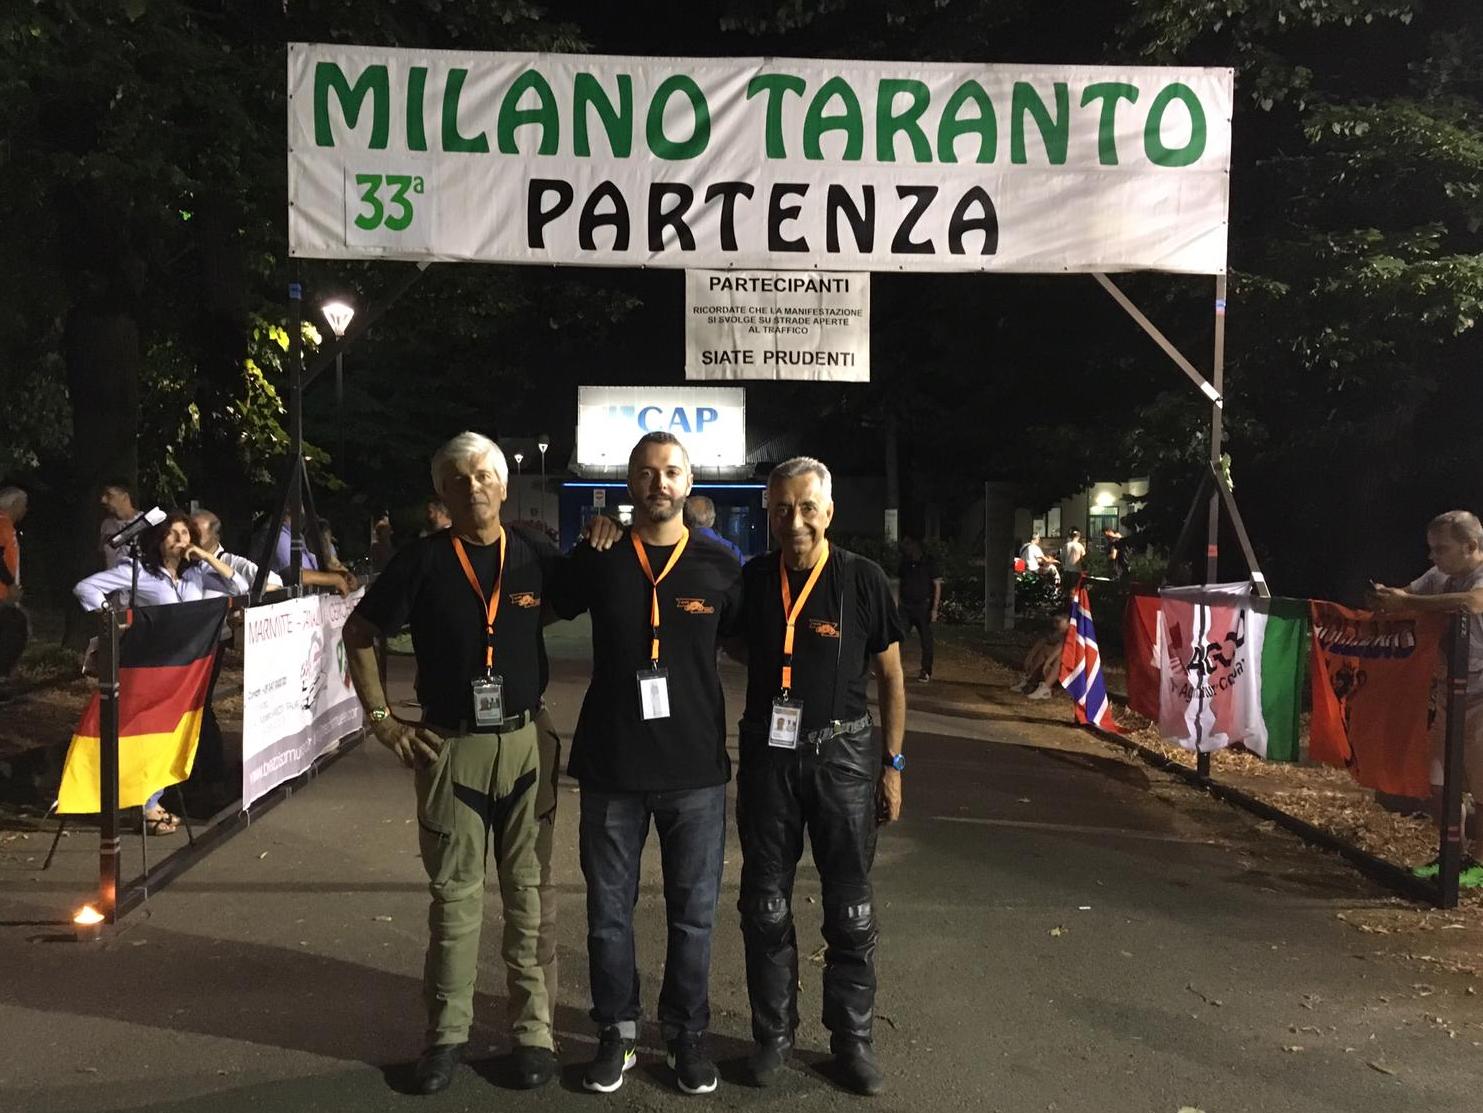 MILANO TARANTO
33ª PARTENZA
PARTECIPANTI
RICORDATE CHE LA MANIFESTAZIONE
SI SVOLGE SU STRADE APERTE
AL TRAFFICO
SIATE PRUDENTI
CAP
MARMITTE -